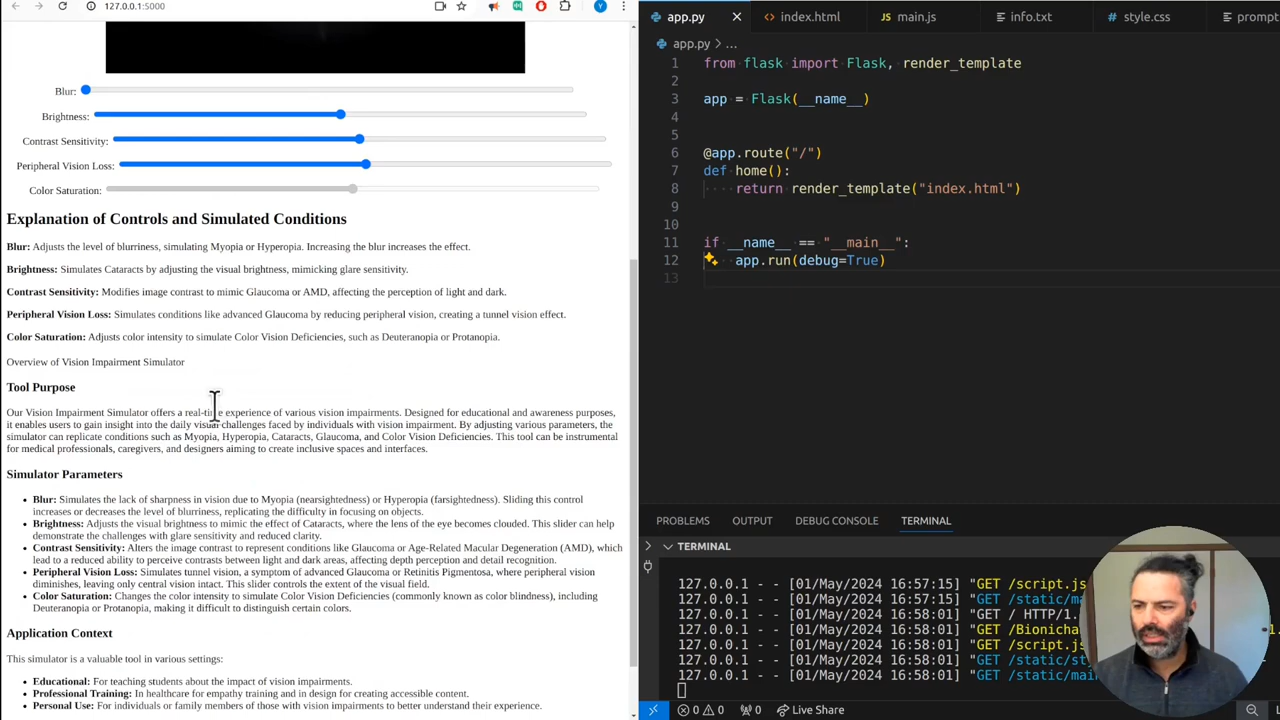 127.0.0.1:5000
Y
Blur:
Brightness:
Contrast Sensitivity:
Peripheral Vision Loss:
Color Saturation:
Explanation of Controls and Simulated Conditions
Blur: Adjusts the level of blurriness, simulating Myopia or Hyperopia. Increasing the blur increases the effect.
Brightness: Simulates Cataracts by adjusting the visual brightness, mimicking glare sensitivity.
Contrast Sensitivity: Modifies image contrast to mimic Glaucoma or AMD, affecting the perception of light and dark.
Peripheral Vision Loss: Simulates conditions like advanced Glaucoma by reducing peripheral vision, creating a tunnel vision effect.
Color Saturation: Adjusts color intensity to simulate Color Vision Deficiencies, such as Deuteranopia or Protanopia.
Overview of Vision Impairment Simulator
Tool Purpose
Our Vision Impairment Simulator offers a real-time experience of various vision impairments. Designed for educational and awareness purposes,
it enables users to gain insight into the daily visual challenges faced by individuals with vision impairment. By adjusting various parameters, the
simulator can replicate conditions such as Myopia, Hyperopia, Cataracts, Glaucoma, and Color Vision Deficiencies. This tool can be instrumental
for medical professionals, caregivers, and designers aiming to create inclusive spaces and interfaces.
Simulator Parameters
Blur: Simulates the lack of sharpness in vision due to Myopia (nearsightedness) or Hyperopia (farsightedness). Sliding this control
increases or decreases the level of blurriness, replicating the difficulty in focusing on objects.
Brightness: Adjusts the visual brightness to mimic the effect of Cataracts, where the lens of the eye becomes clouded. This slider can help
demonstrate the challenges with glare sensitivity and reduced clarity.
Contrast Sensitivity: Alters the image contrast to represent conditions like Glaucoma or Age-Related Macular Degeneration (AMD), which
lead to a reduced ability to perceive contrasts between light and dark areas, affecting depth perception and detail recognition.
Peripheral Vision Loss: Simulates tunnel vision, a symptom of advanced Glaucoma or Retinitis Pigmentosa, where peripheral vision
diminishes, leaving only central vision intact. This slider controls the extent of the visual field.
Color Saturation: Changes the color intensity to simulate Color Vision Deficiencies (commonly known as color blindness), including
Deuteranopia or Protanopia, making it difficult to distinguish certain colors.
Application Context
This simulator is a valuable tool in various settings:
Educational: For teaching students about the impact of vision impairments.
Professional Training: In healthcare for empathy training and in design for creating accessible content.
Personal Use: For individuals or family members of those with vision impairments to better understand their experience.
app.py
index.html
main.js
info.txt
style.css
prompt
app.py > ...
1 from flask import Flask, render_template
2
3 app = Flask(__name__)
4
5
6 @app.route("/")
7 def home():
8 return render_template("index.html")
9
10
11 if __name__ == "__main__":
12 app.run(debug=True)
13
PROBLEMS
OUTPUT
DEBUG CONSOLE
TERMINAL
TERMINAL
127.0.0.1 - - [01/May/2024 16:57:15] "GET /script.js
127.0.0.1 - - [01/May/2024 16:57:15] "GET /static/ma
127.0.0.1 - - [01/May/2024 16:58:01] "GET / HTTP/1.
127.0.0.1 - - [01/May/2024 16:58:01] "GET /Bionicha
127.0.0.1 - - [01/May/2024 16:58:01] "GET /script.js
127.0.0.1 - - [01/May/2024 16:58:01] "GET /static/st
127.0.0.1 - - [01/May/2024 16:58:01] "GET /static/mai
0 0 0 Live Share